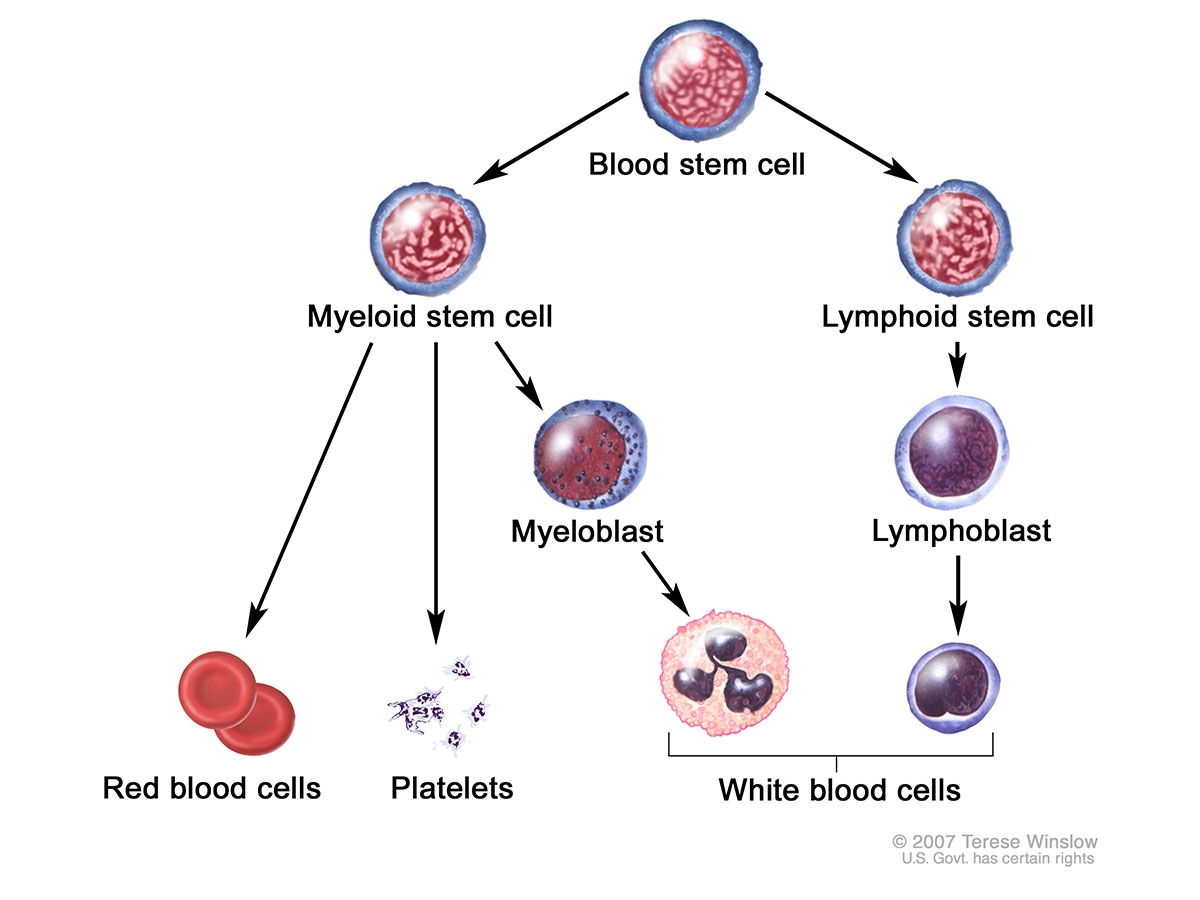 Blood stem cell
Myeloid stem cell
Lymphoid stem cell
Myeloblast
Lymphoblast
Red blood cells
Platelets
White blood cells
© 2007 Terese Winslow
U.S. Govt. has certain rights